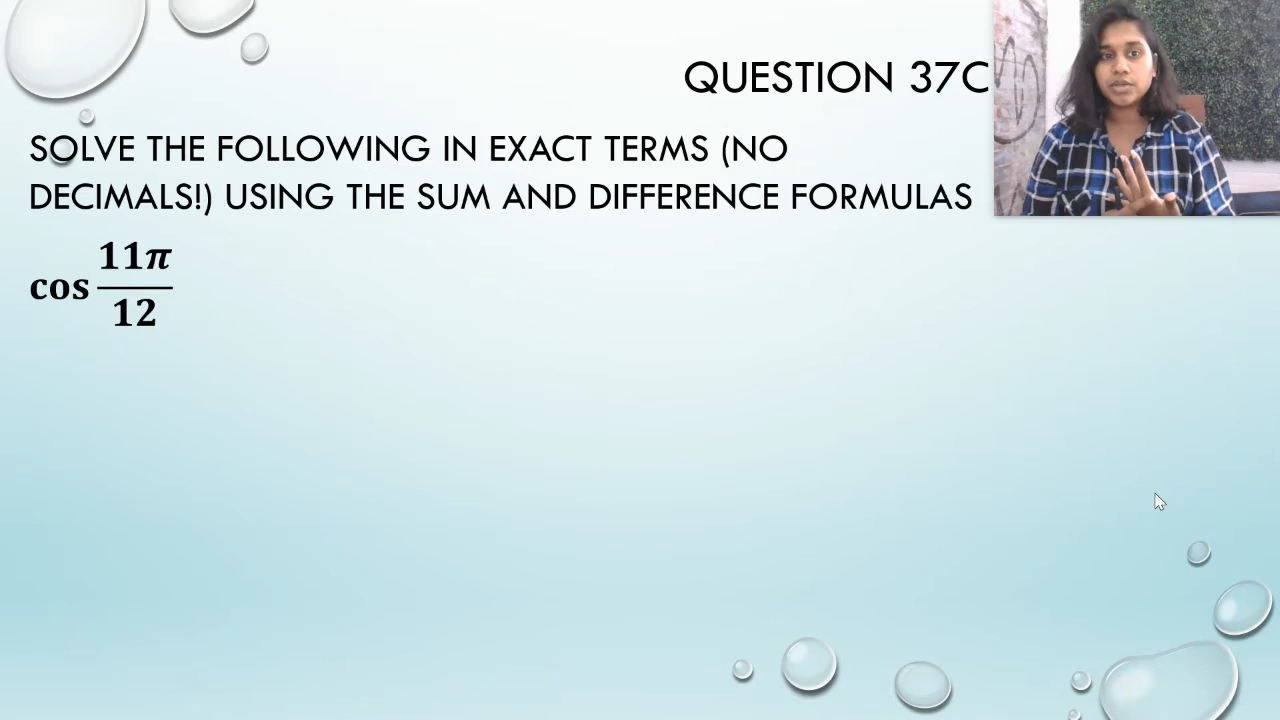 QUESTION 37C
SOLVE THE FOLLOWING IN EXACT TERMS (NO
DECIMALS!) USING THE SUM AND DIFFERENCE FORMULAS
cos 11π/12